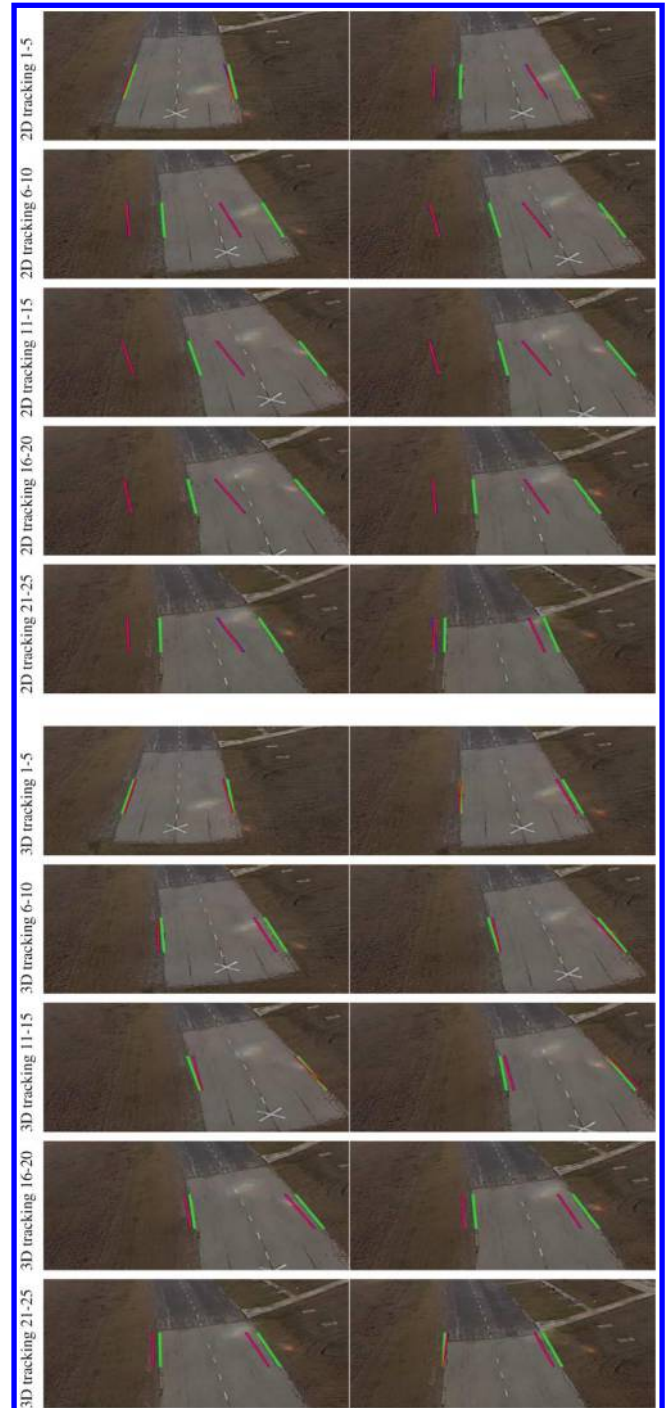 2D tracking 1-5
2D tracking 6-10
2D tracking 11-15
2D tracking 16-20
2D tracking 21-25
3D tracking 1-5
3D tracking 6-10
3D tracking 11-15
3D tracking 16-20
3D tracking 21-25